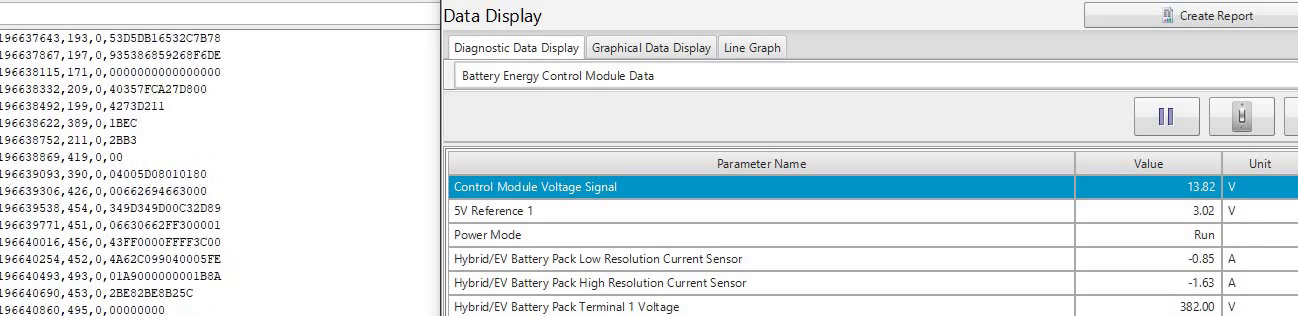 196637643,193,0,53D5DB16532C7B78
196637867,197,0,935386859268F6DE
196638115,171,0,0000000000000000
196638332,209,0,40357FCA27D800
196638492,199,0,4273D211
196638622,389,0,1BEC
196638752,211,0,2BB3
196638869,419,0,00
196639093,390,0,04005D08010180
196639306,426,0,00662694663000
196639538,454,0,349D349D00C32D89
196639771,451,0,06630662FF300001
196640016,456,0,43FF0000FFFF3C00
196640254,452,0,4A62C099040005FE
196640493,493,0,01A9000000001B8A
196640690,453,0,2BE82BE8B25C
196640860,495,0,00000000
Data Display
Create Report
Diagnostic Data Display Graphical Data Display Line Graph
Battery Energy Control Module Data
Parameter Name Value Unit
Control Module Voltage Signal 13.82 V
5V Reference 1 3.02 V
Power Mode Run
Hybrid/EV Battery Pack Low Resolution Current Sensor -0.85 A
Hybrid/EV Battery Pack High Resolution Current Sensor -1.63 A
Hybrid/EV Battery Pack Terminal 1 Voltage 382.00 V